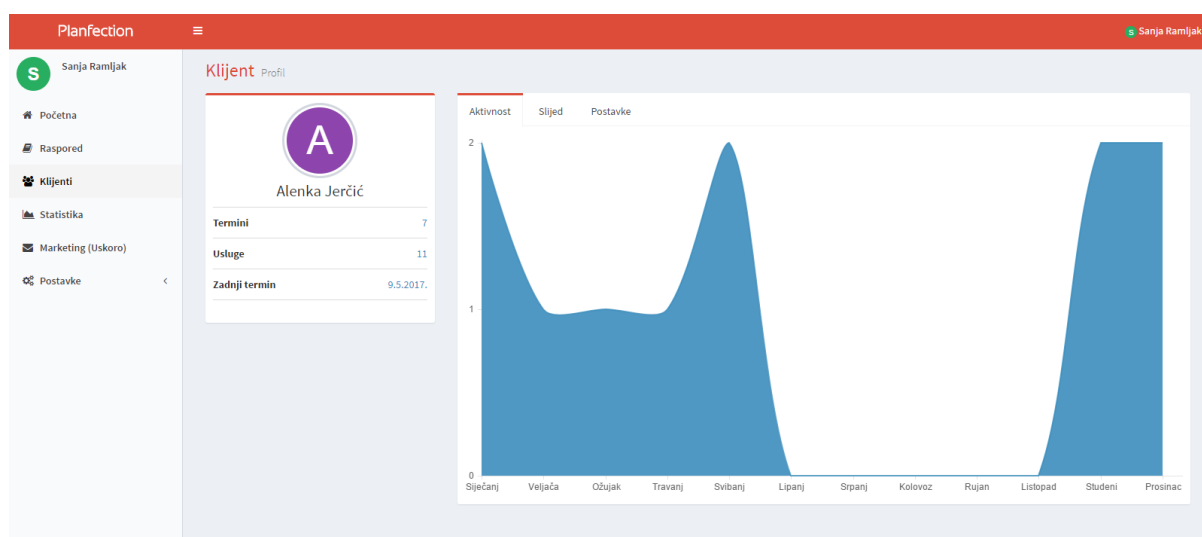 Planfection
S Sanja Ramljak
S
Sanja Ramljak
Početna
Raspored
Klijenti
Statistika
Marketing (Uskoro)
Postavke
Klijent Profil
A
Alenka Jerčić
Termini 7
Usluge 11
Zadnji termin 9.5.2017.
Aktivnost Slijed Postavke
2
1
0
Siječanj Veljača Ožujak Travanj Svibanj Lipanj Srpanj Kolovoz Rujan Listopad Studeni Prosinac